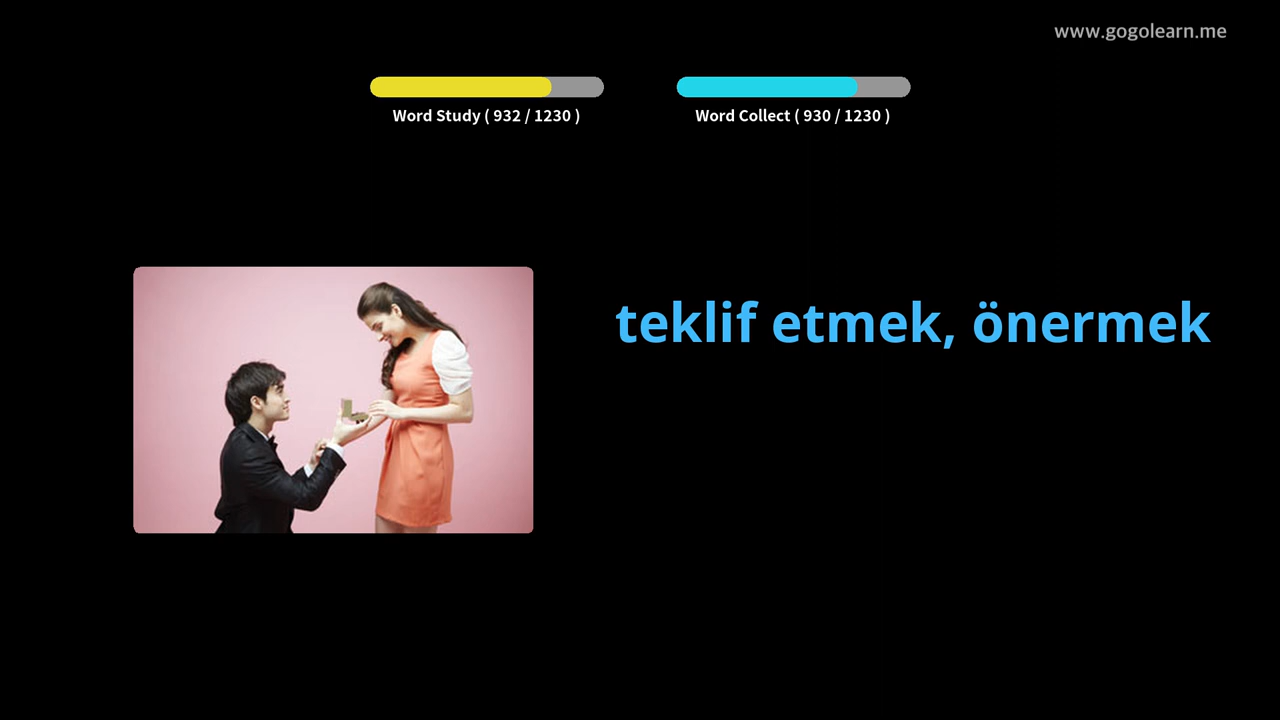 www.gogolearn.me
Word Study ( 932 / 1230 )
Word Collect ( 930 / 1230 )
teklif etmek, önermek